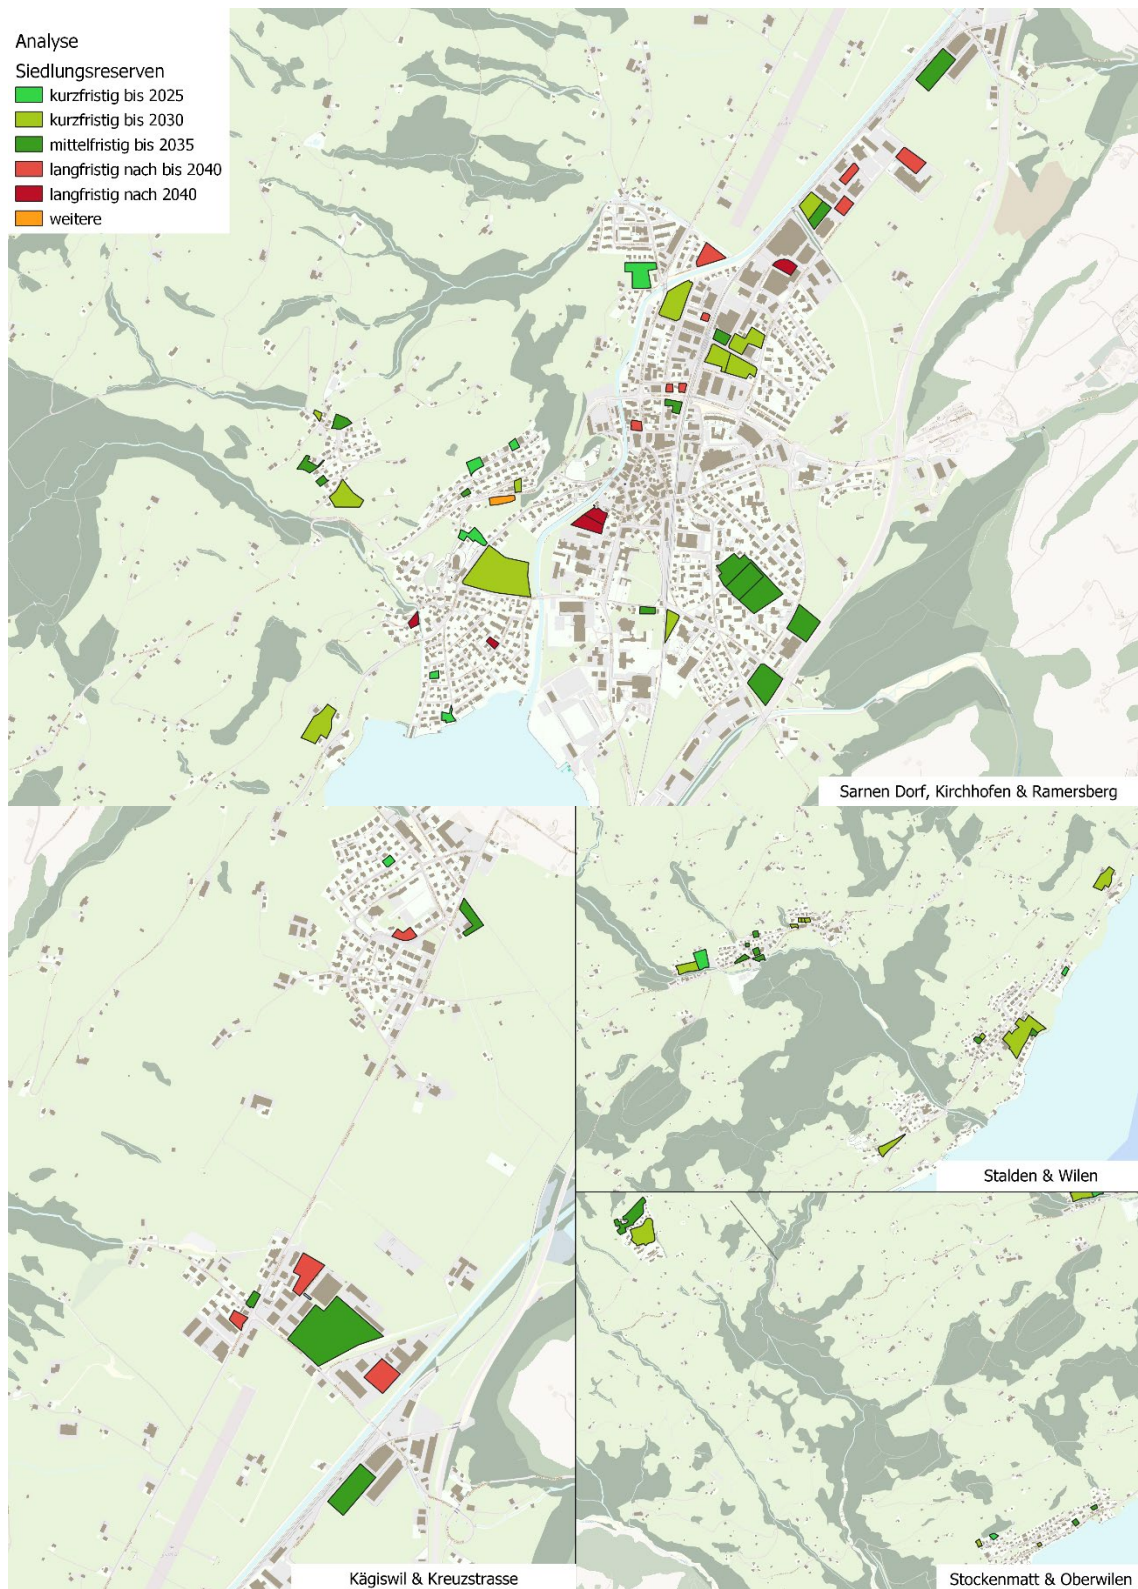 Analyse
Siedlungsreserven
kurzfristig bis 2025
kurzfristig bis 2030
mittelfristig bis 2035
langfristig nach bis 2040
langfristig nach 2040
weitere
Sarnen Dorf, Kirchhofen & Ramersberg
Stalden & Wilen
Kägiswil & Kreuzstrasse
Stockenmatt & Oberwilen